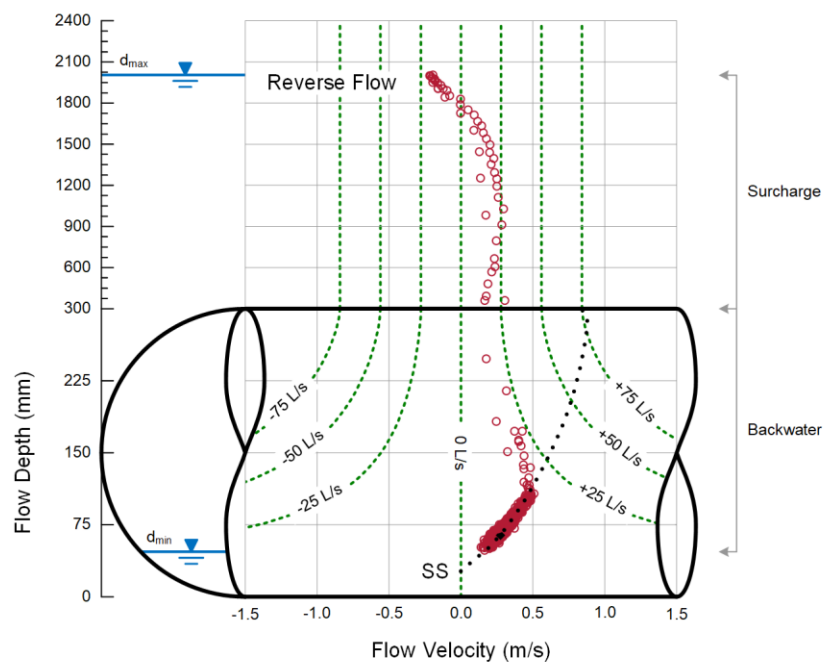 2400
2100
1800
1500
1200
900
600
300
225
150
75
0
Flow Depth (mm)
d_max
d_min
Reverse Flow
-75 L/s
-50 L/s
-25 L/s
0 L/s
+75 L/s
+50 L/s
+25 L/s
SS
Surcharge
Backwater
-1.5 -1.0 -0.5 0.0 0.5 1.0 1.5
Flow Velocity (m/s)